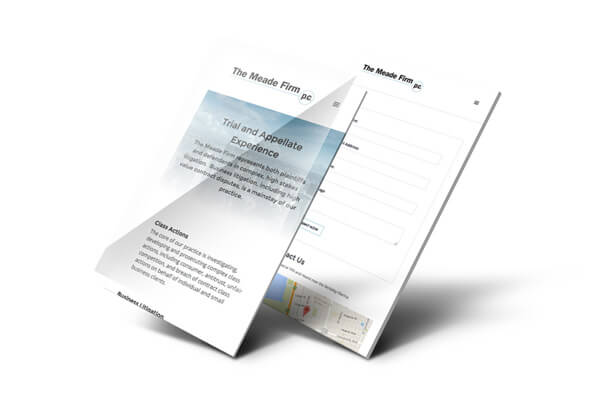 The Meade Firm p.c.
Trial and Appellate
Experience
The Meade Firm represents both plaintiffs
and defendants in complex, high stakes
litigation. Business litigation, including high
value contract disputes, is a mainstay of our
practice.
Class Actions
The core of our practice is investigating,
developing and prosecuting complex class
actions, including consumer, antitrust, unfair
competition, and breach of contract class
actions on behalf of individual and small
business clients.
Business Litigation
The Meade Firm p.c.
Address
tact Us